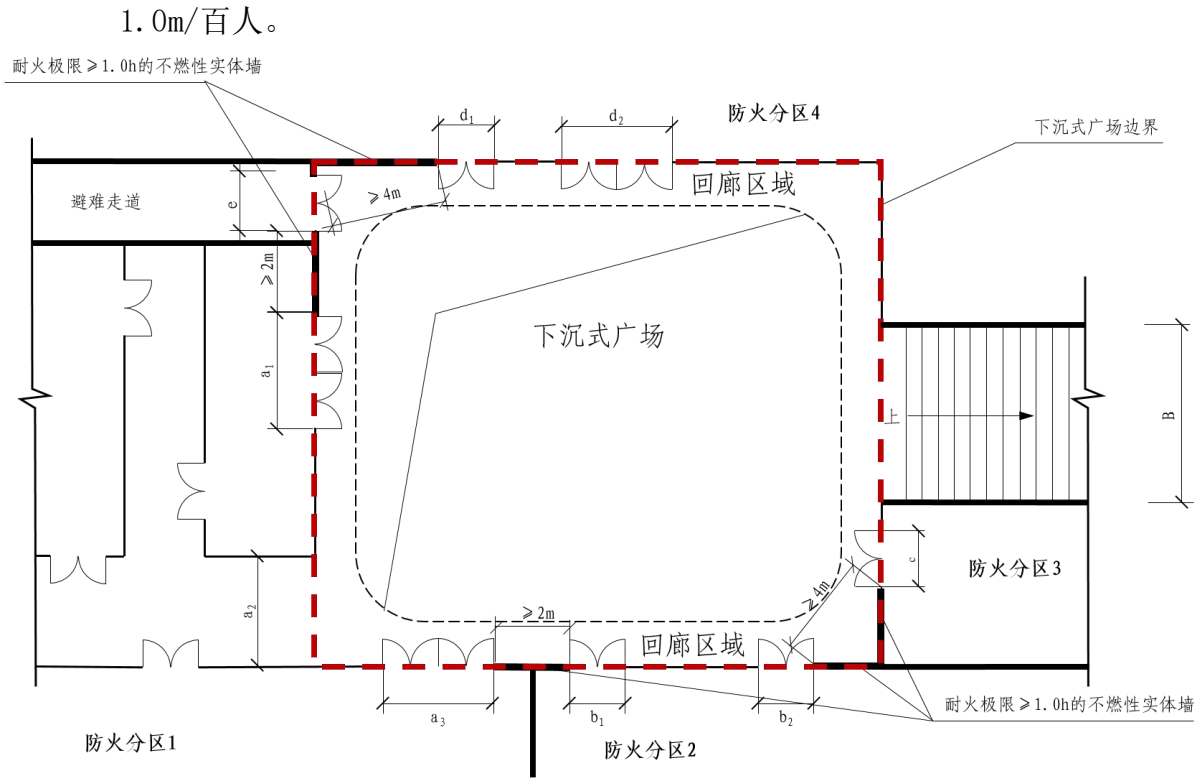 1.0m/百人。
耐火极限≥1.0h的不燃性实体墙
d₁
d₂
防火分区4
下沉式广场边界
避难走道
e
≥4m
回廊区域
≥2m
下沉式广场
a₁
上
B
防火分区3
c
≥4m
a₂
≥2m
回廊区域
耐火极限≥1.0h的不燃性实体墙
a₃
b₁
b₂
防火分区1
防火分区2